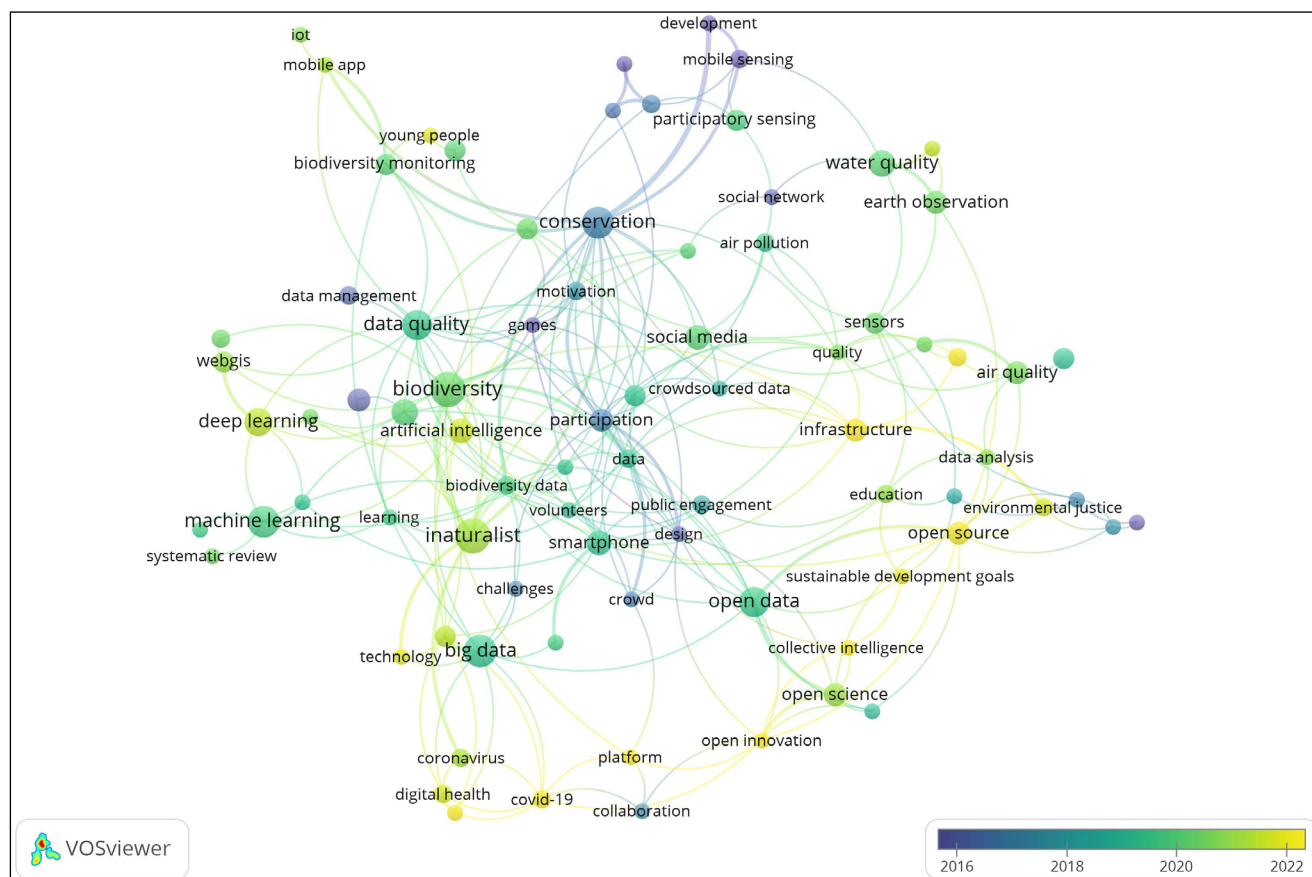 development
iot
mobile sensing
mobile app
participatory sensing
young people
biodiversity monitoring
water quality
social network
earth observation
conservation
air pollution
motivation
data management
data quality
games
sensors
social media
quality
webgis
air quality
biodiversity
crowdsourced data
deep learning
participation
artificial intelligence
infrastructure
data
data analysis
biodiversity data
education
public engagement
environmental justice
volunteers
machine learning
learning
inaturalist
smartphone
design
open source
systematic review
sustainable development goals
challenges
crowd
open data
collective intelligence
technology
big data
open science
open innovation
coronavirus
platform
digital health
covid-19
collaboration
VOSviewer
2016 2018 2020 2022